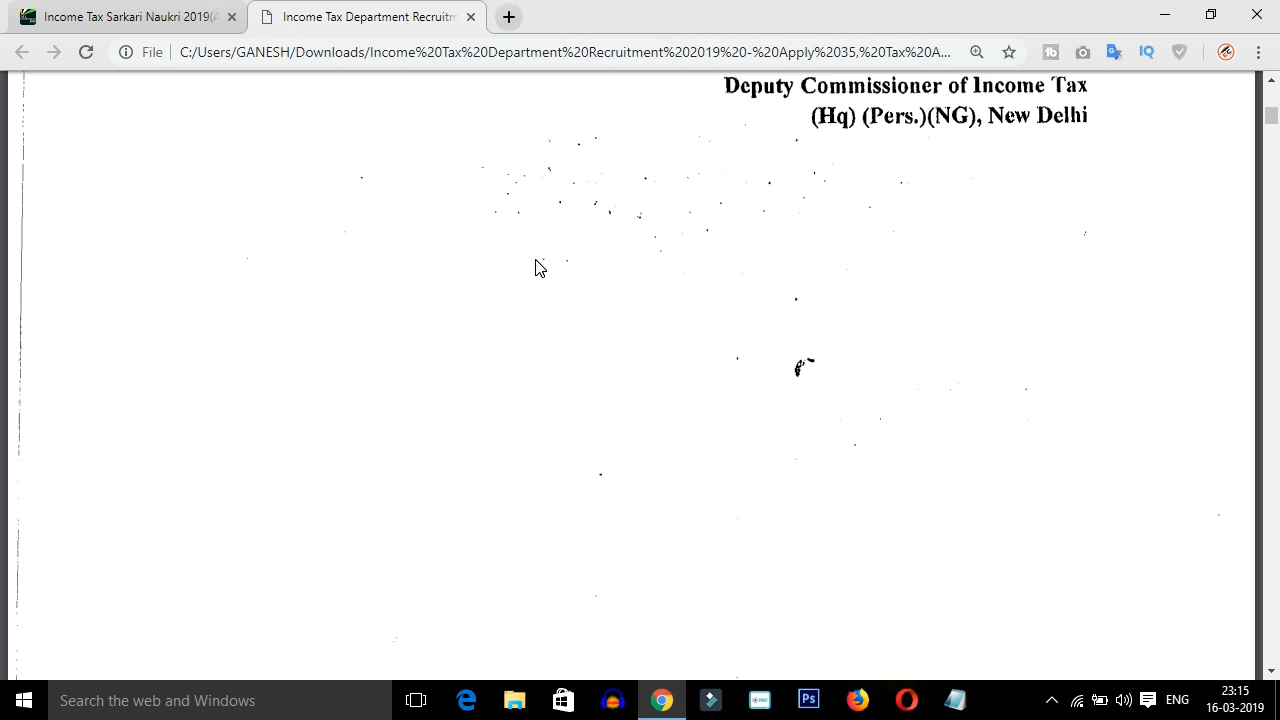 Income Tax Sarkari Naukri 2019(A
Income Tax Department Recruitm
File
C:/Users/GANESH/Downloads/Income%20Tax%20Department%20Recruitment%202019%20-%20Apply%2035,%20Tax%20A...
Deputy Commissioner of Income Tax
(Hq) (Pers.)(NG), New Delhi
Search the web and Windows
ENG
23:15
16-03-2019